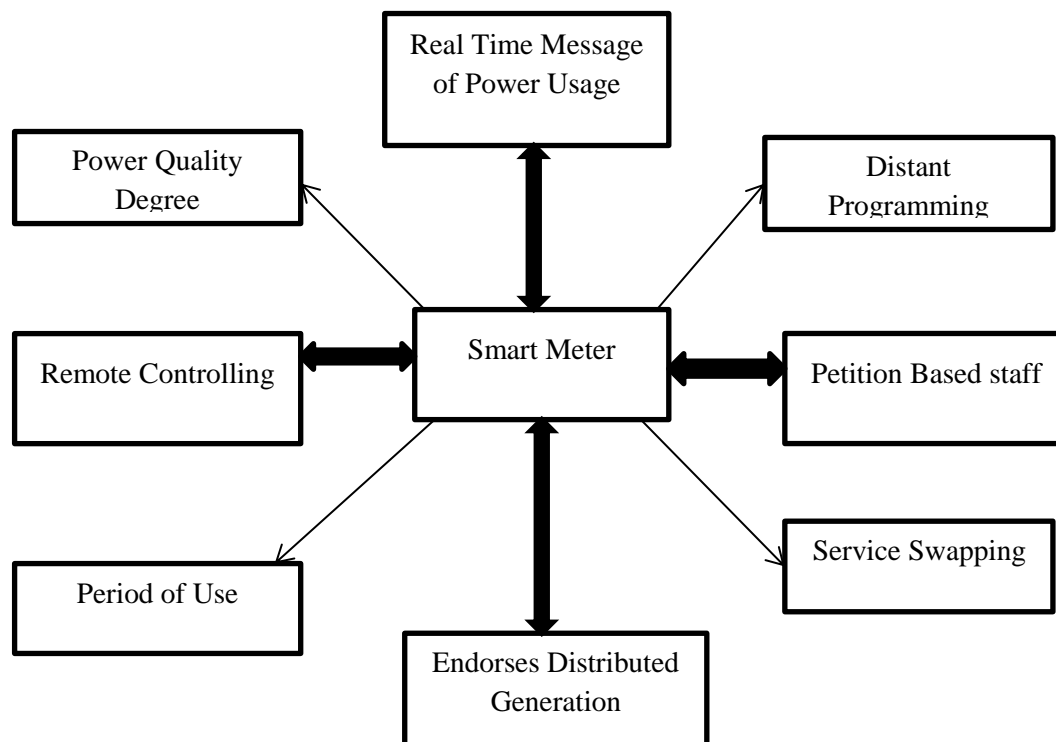 Real Time Message
of Power Usage
Power Quality
Degree
Distant
Programming
Remote Controlling
Smart Meter
Petition Based staff
Period of Use
Service Swapping
Endorses Distributed
Generation